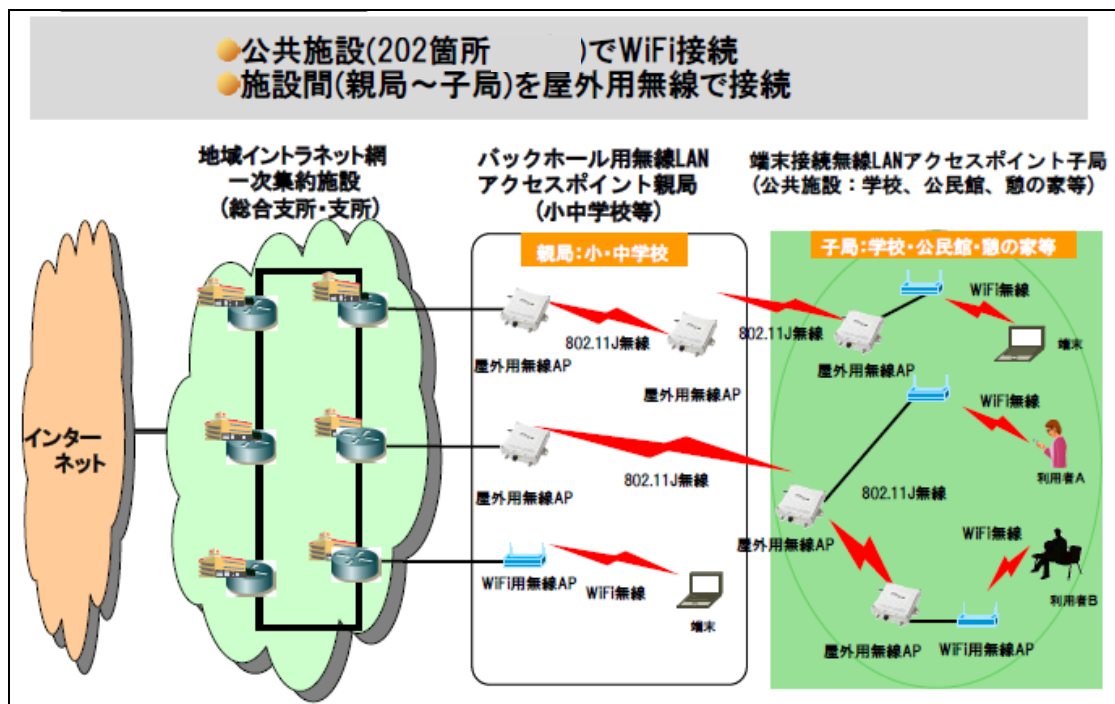 公共施設(202箇所 )でWiFi接続
施設間(親局～子局)を屋外用無線で接続
地域イントラネット網
一次集約施設
(総合支所・支所)
バックホール用無線LAN
アクセスポイント親局
(小中学校等)
端末接続無線LANアクセスポイント子局
(公共施設：学校、公民館、憩の家等)
親局：小・中学校
子局：学校・公民館・憩の家等
インター
ネット
802.11J無線
屋外用無線AP
屋外用無線AP
802.11J無線
屋外用無線AP
WiFi無線
端末
屋外用無線AP
802.11J無線
WiFi無線
利用者A
802.11J無線
屋外用無線AP
WiFi用無線AP
WiFi無線
端末
WiFi無線
利用者B
屋外用無線AP
WiFi用無線AP